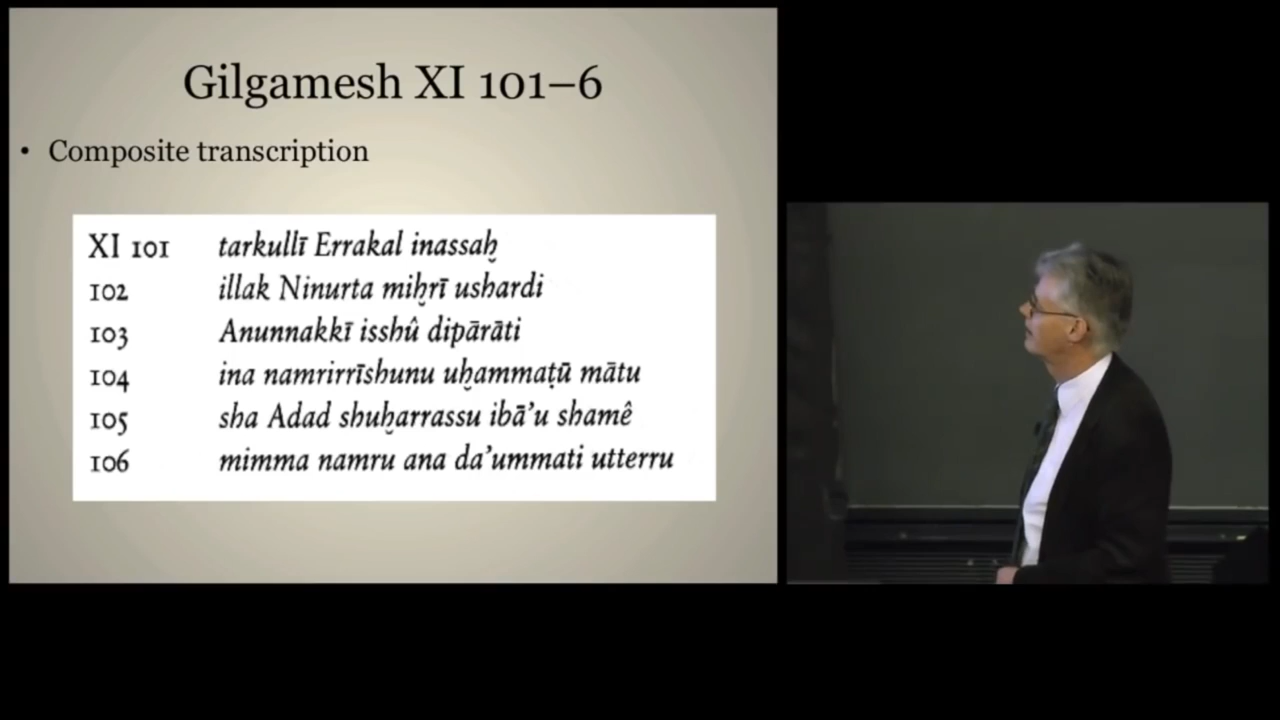 Gilgamesh XI 101–6
• Composite transcription
XI 101 tarkullī Errakal inassaḫ
102 illak Ninurta miḫrī ushardi
103 Anunnakkī isshû dipārāti
104 ina namrirrīshunu uḫammaṭū mātu
105 sha Adad shuḫarrassu ibā’u shamê
106 mimma namru ana da’ummati utterru